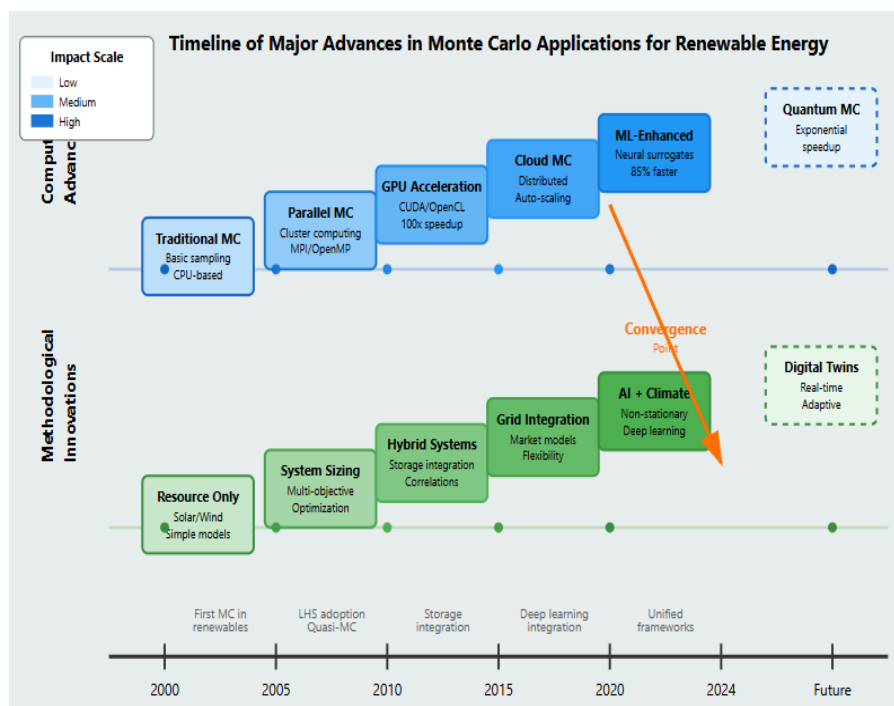 Timeline of Major Advances in Monte Carlo Applications for Renewable Energy
Impact Scale
Low
Medium
High
Comput
Advanc
Traditional MC
Basic sampling
CPU-based
Parallel MC
Cluster computing
MPI/OpenMP
GPU Acceleration
CUDA/OpenCL
100x speedup
Cloud MC
Distributed
Auto-scaling
ML-Enhanced
Neural surrogates
85% faster
Quantum MC
Exponential
speedup
Convergence
Point
Methodological
Innovations
Resource Only
Solar/Wind
Simple models
System Sizing
Multi-objective
Optimization
Hybrid Systems
Storage integration
Correlations
Grid Integration
Market models
Flexibility
AI + Climate
Non-stationary
Deep learning
Digital Twins
Real-time
Adaptive
First MC in
renewables
LHS adoption
Quasi-MC
Storage
integration
Deep learning
integration
Unified
frameworks
2000
2005
2010
2015
2020
2024
Future